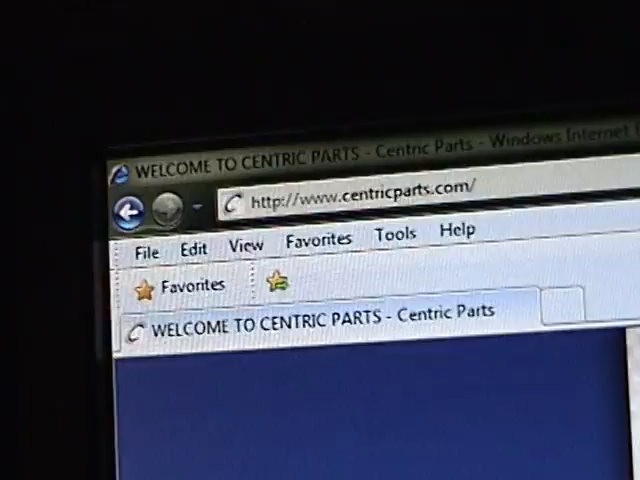 WELCOME TO CENTRIC PARTS - Centric Parts - Windows Internet
http://www.centricparts.com/
File Edit View Favorites Tools Help
Favorites
WELCOME TO CENTRIC PARTS - Centric Parts